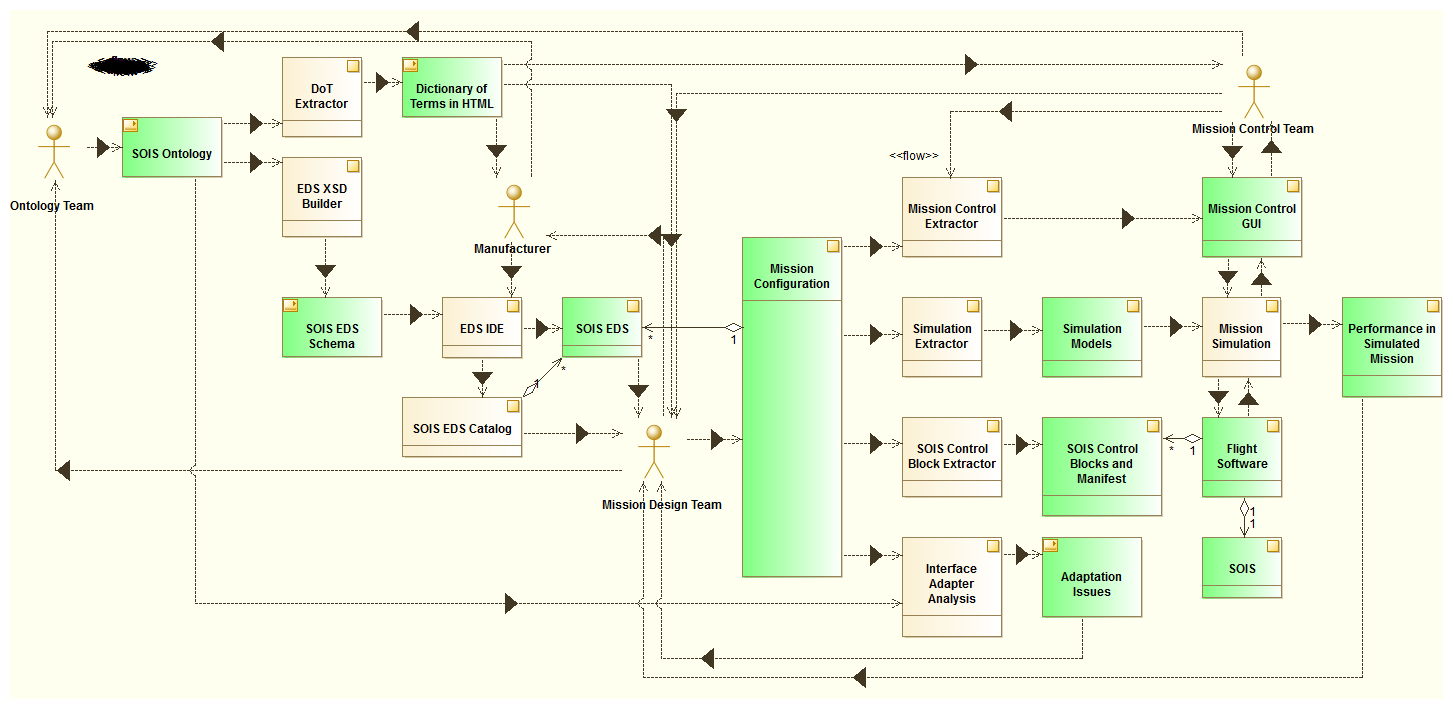 DoT
Extractor
Dictionary of
Terms in HTML
Mission Control Team
SOIS Ontology
<<flow>>
Ontology Team
EDS XSD
Builder
Manufacturer
Mission Control
Extractor
Mission Control
GUI
Mission
Configuration
SOIS EDS
Schema
EDS IDE
SOIS EDS
*
1
Simulation
Extractor
Simulation
Models
Mission
Simulation
Performance in
Simulated
Mission
1
*
SOIS EDS Catalog
Mission Design Team
SOIS Control
Block Extractor
SOIS Control
Blocks and
Manifest
*
1
Flight
Software
1
1
Interface
Adapter
Analysis
Adaptation
Issues
SOIS